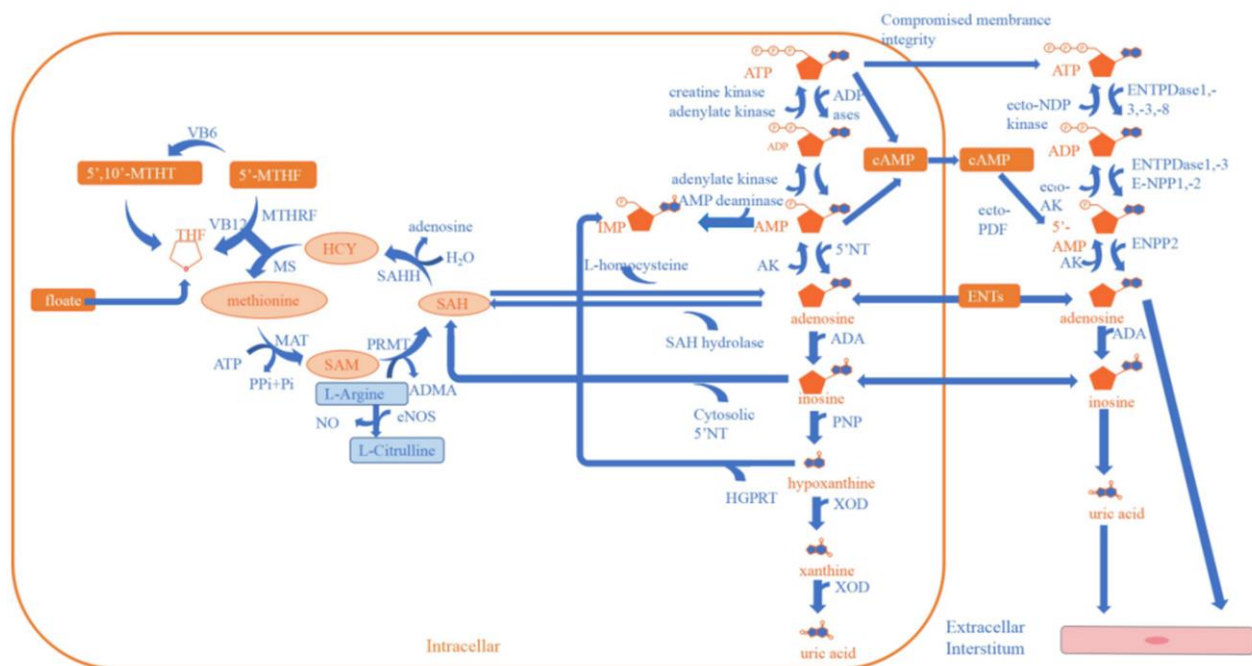 Compromised membrance
integrity
P P P
ATP
P P P
ATP
creatine kinase
adenylate kinase
ADP
ases
ecto-NDP
kinase
ENTPDase1,-
3,-3,-8
P P
ADP
P P
ADP
cAMP
cAMP
adenylate kinase
AMP deaminase
ENTPDase1,-3
E-NPP1,-2
ecto-
AK
ecto-
PDF
P
IMP
P
AMP
P
5'-
AMP
5'NT
AK
ENPP2
AK
VB6
5',10'-MTHT
5'-MTHF
THF
VB12
MTHRF
MS
HCY
adenosine
H2O
SAHH
floate
methionine
SAH
L-homocysteine
SAH hydrolase
adenosine
ENTs
adenosine
ADA
ADA
MAT
ATP
PPi+Pi
SAM
PRMT
ADMA
L-Argine
NO
eNOS
L-Citrulline
Cytosolic
5'NT
inosine
inosine
PNP
HGPRT
hypoxanthine
XOD
xanthine
XOD
uric acid
uric acid
Intracellar
Extracellar
Interstitum